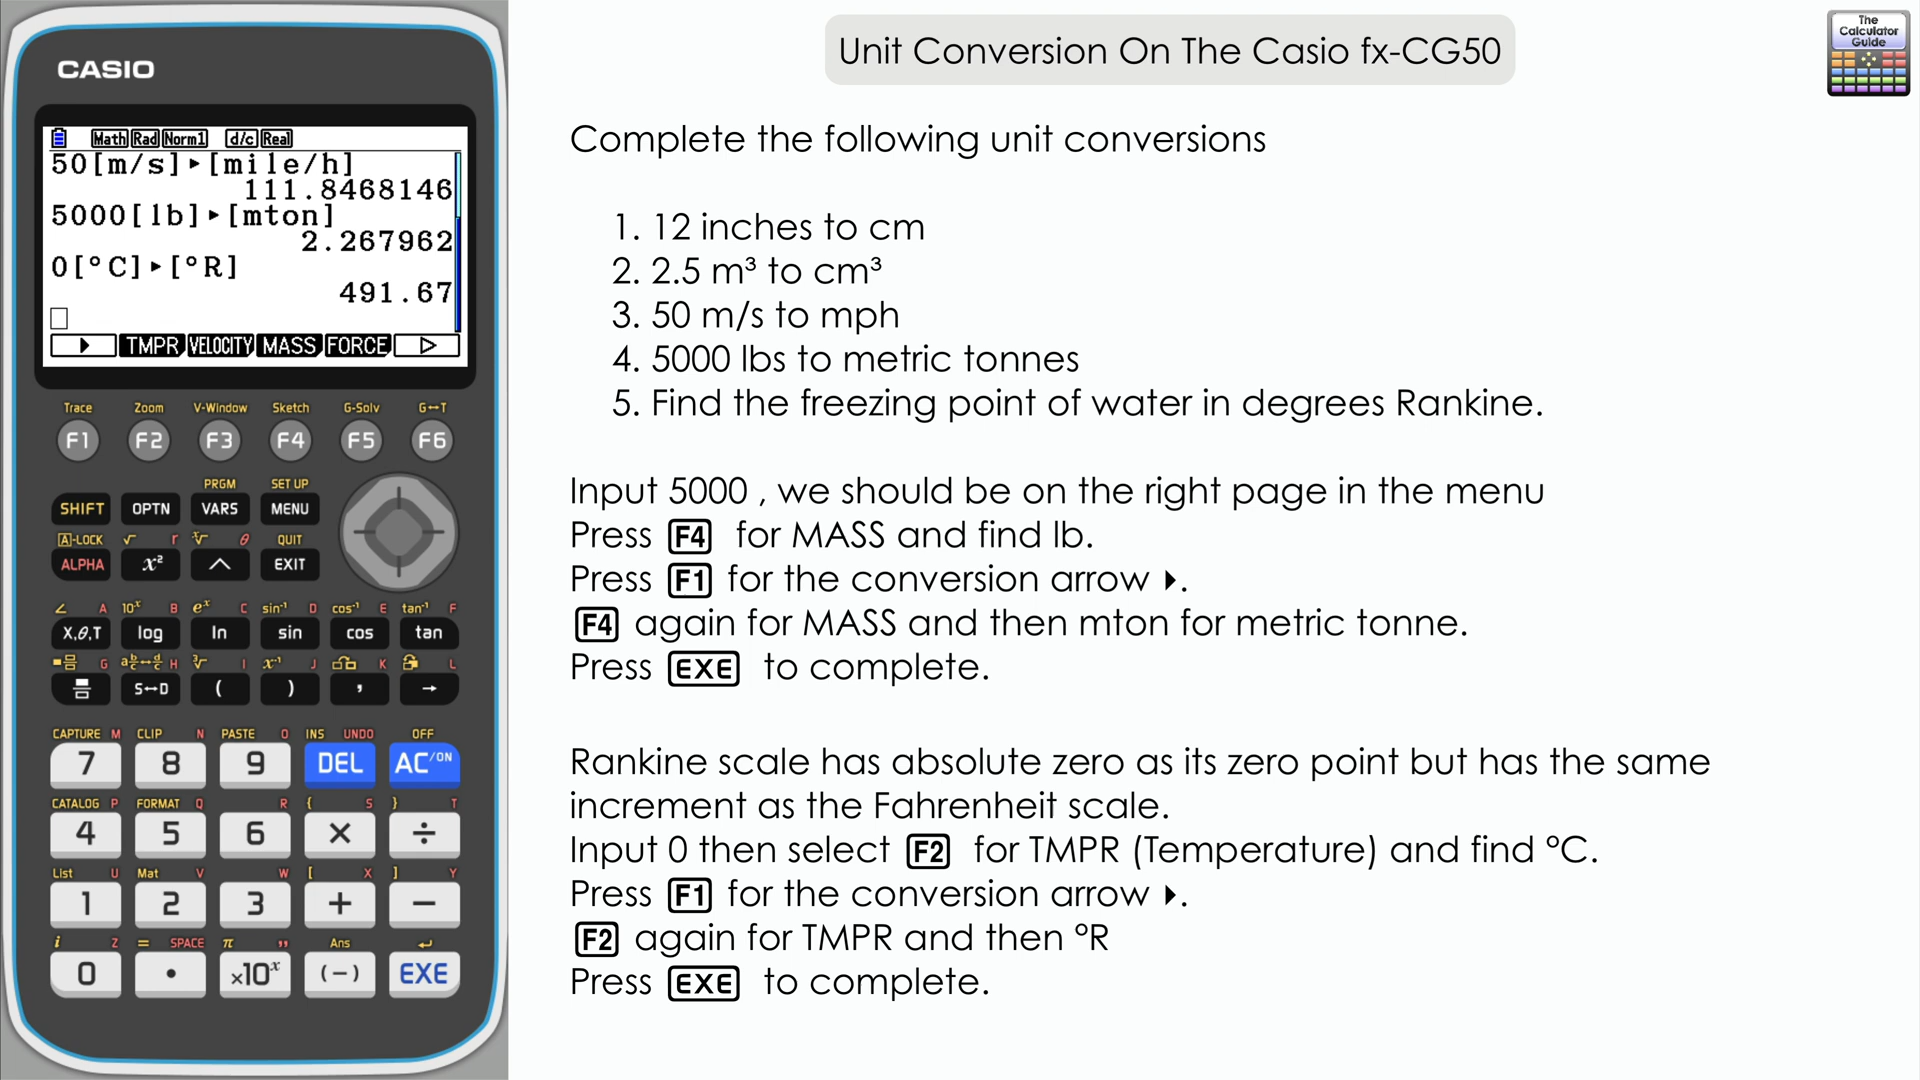 Unit Conversion On The Casio fx-CG50
The
Calculator
Guide
CASIO
Math Rad Norm1 d/c Real
50[m/s]▸[mile/h]
111.8468146
5000[lb]▸[mton]
2.267962
0[°C]▸[°R]
491.67
▸ TMPR VELOCITY MASS FORCE ▷
Trace Zoom V-Window Sketch G-Solv G↔T
F1 F2 F3 F4 F5 F6
PRGM SET UP
SHIFT OPTN VARS MENU
A-LOCK √ r ˣ√ θ QUIT
ALPHA x² ^ EXIT
∠ A 10ˣ B eˣ C sin⁻¹ D cos⁻¹ E tan⁻¹ F
X,θ,T log ln sin cos tan
G a b/c↔d/c H ³√ I x⁻¹ J K L
S↔D ( ) , →
CAPTURE M CLIP N PASTE O INS UNDO OFF
7 8 9 DEL AC/ON
CATALOG P FORMAT Q R { S } T
4 5 6 × ÷
List U Mat V W [ X ] Y
1 2 3 + −
i Z = SPACE π " Ans ↵
0 • ×10ˣ (−) EXE
Complete the following unit conversions
1. 12 inches to cm
2. 2.5 m³ to cm³
3. 50 m/s to mph
4. 5000 lbs to metric tonnes
5. Find the freezing point of water in degrees Rankine.
Input 5000 , we should be on the right page in the menu
Press F4 for MASS and find lb.
Press F1 for the conversion arrow ▸.
F4 again for MASS and then mton for metric tonne.
Press EXE to complete.
Rankine scale has absolute zero as its zero point but has the same
increment as the Fahrenheit scale.
Input 0 then select F2 for TMPR (Temperature) and find °C.
Press F1 for the conversion arrow ▸.
F2 again for TMPR and then °R
Press EXE to complete.